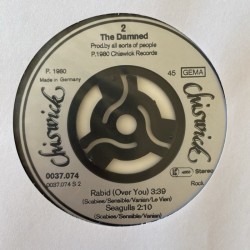 2
The Damned
Prod.by all sorts of people
P.1980 Chiswick Records
P. 1980
Made in Germany
45
GEMA
Chiswick
Chiswick
0037.074
0037.074 S 2
Stereo
Rock
Rabid (Over You) 3:39
(Scabies/Sensible/Vanian/Le Vien)
Seagulls 2:10
(Scabies/Sensible/Vanian)